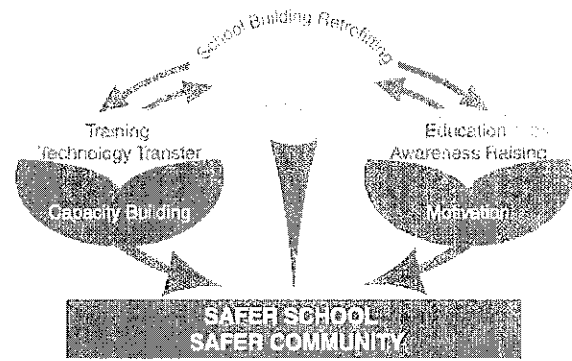 School Building Retrofitting
Training
Technology Transfer
Capacity Building
Education
Awareness Raising
Motivation
SAFER SCHOOL
SAFER COMMUNITY